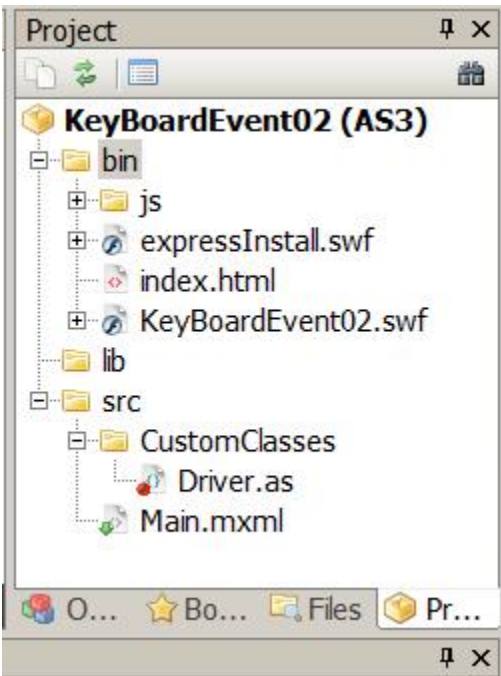 Project
KeyBoardEvent02 (AS3)
bin
js
expressInstall.swf
index.html
KeyBoardEvent02.swf
lib
src
CustomClasses
Driver.as
Main.mxml
O... Bo... Files Pr...